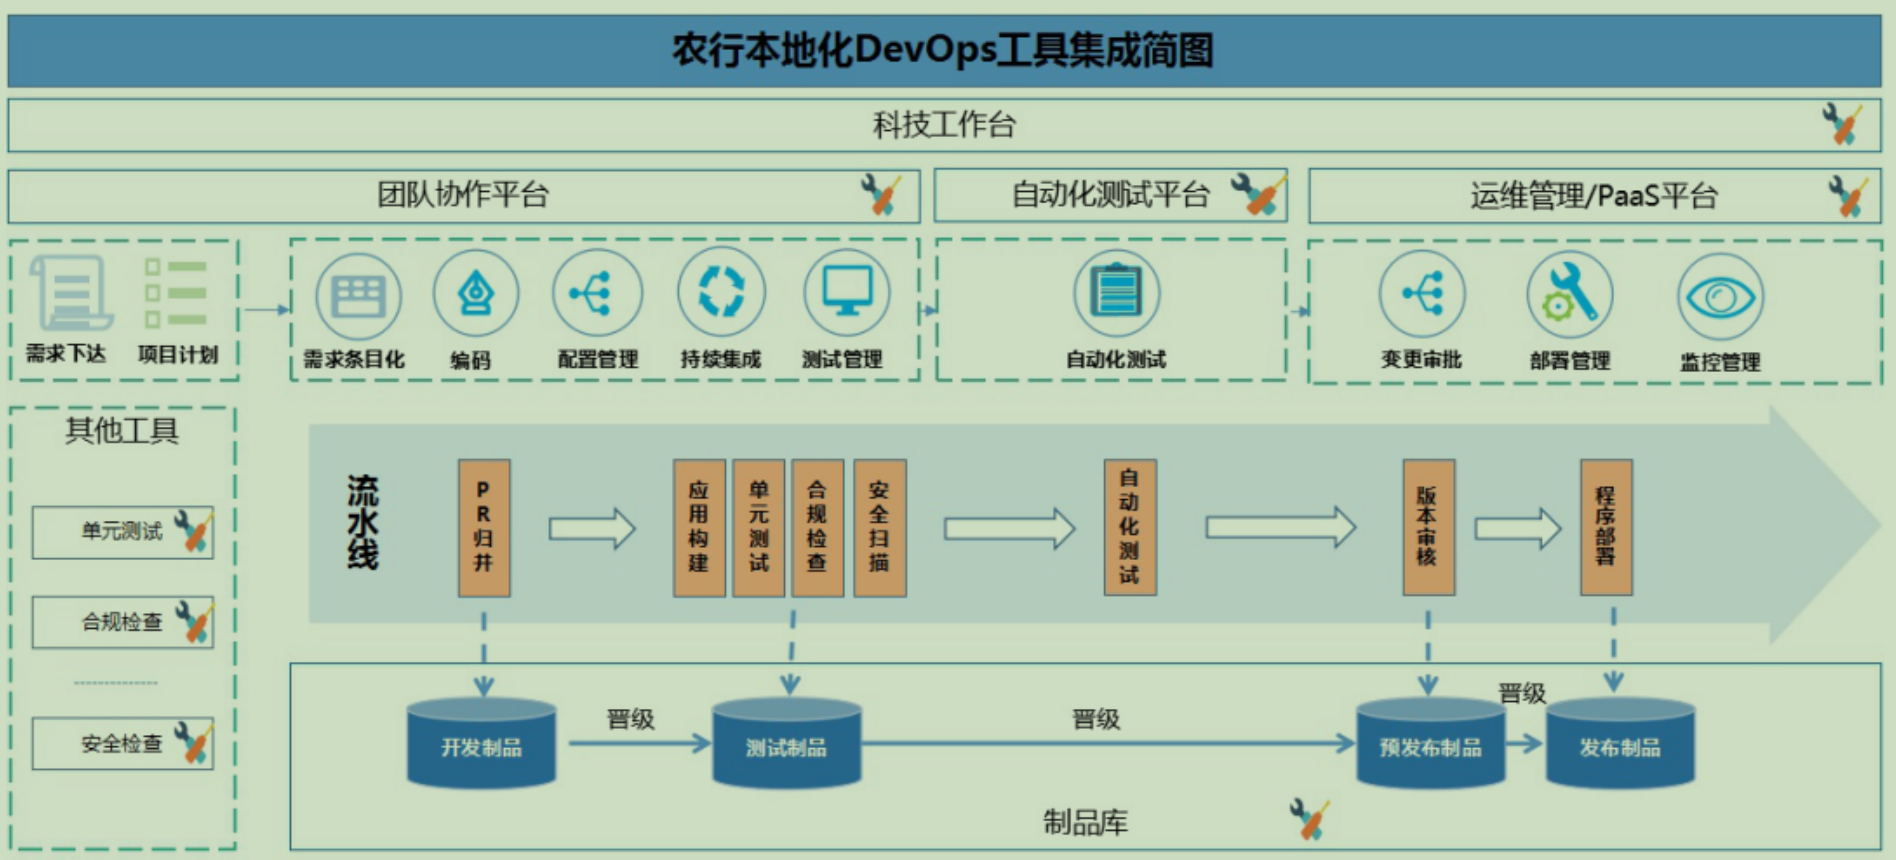 农行本地化DevOps工具集成简图
科技工作台
团队协作平台
自动化测试平台
运维管理/PaaS平台
需求下达
项目计划
需求条目化
编码
配置管理
持续集成
测试管理
自动化测试
变更审批
部署管理
监控管理
其他工具
单元测试
合规检查
安全检查
流水线
PR归并
应用构建
单元测试
合规检查
安全扫描
自动化测试
版本审核
程序部署
开发制品
晋级
测试制品
晋级
预发布制品
晋级
发布制品
制品库